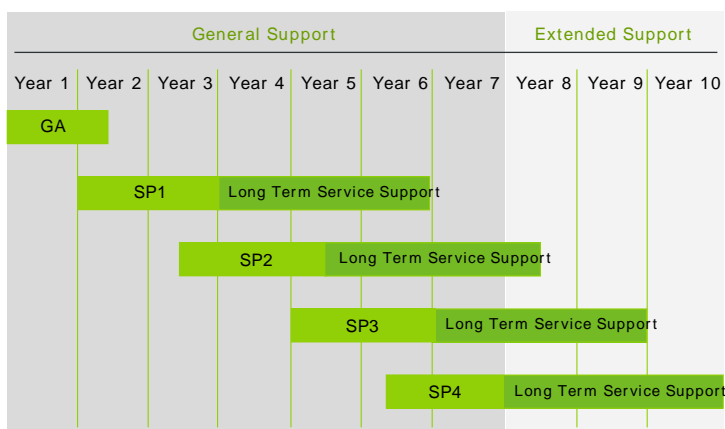 General Support Extended Support
Year 1 Year 2 Year 3 Year 4 Year 5 Year 6 Year 7 Year 8 Year 9 Year 10
GA
SP1 Long Term Service Support
SP2 Long Term Service Support
SP3 Long Term Service Support
SP4 Long Term Service Support